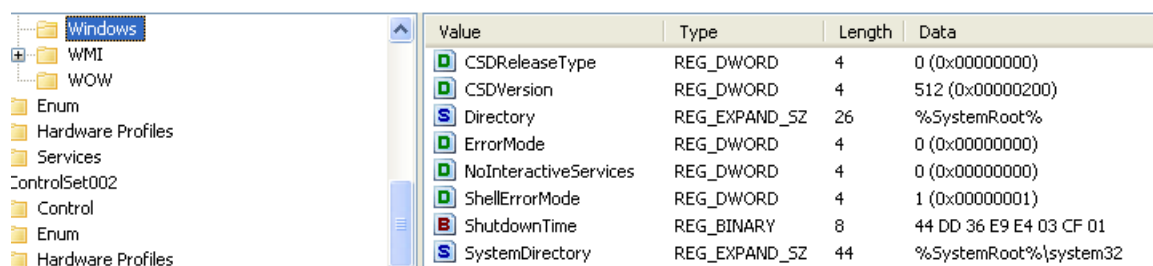 Windows
WMI
WOW
Enum
Hardware Profiles
Services
ControlSet002
Control
Enum
Hardware Profiles
Value Type Length Data
D CSDReleaseType REG_DWORD 4 0 (0x00000000)
D CSDVersion REG_DWORD 4 512 (0x00000200)
S Directory REG_EXPAND_SZ 26 %SystemRoot%
D ErrorMode REG_DWORD 4 0 (0x00000000)
D NoInteractiveServices REG_DWORD 4 0 (0x00000000)
D ShellErrorMode REG_DWORD 4 1 (0x00000001)
B ShutdownTime REG_BINARY 8 44 DD 36 E9 E4 03 CF 01
S SystemDirectory REG_EXPAND_SZ 44 %SystemRoot%\system32